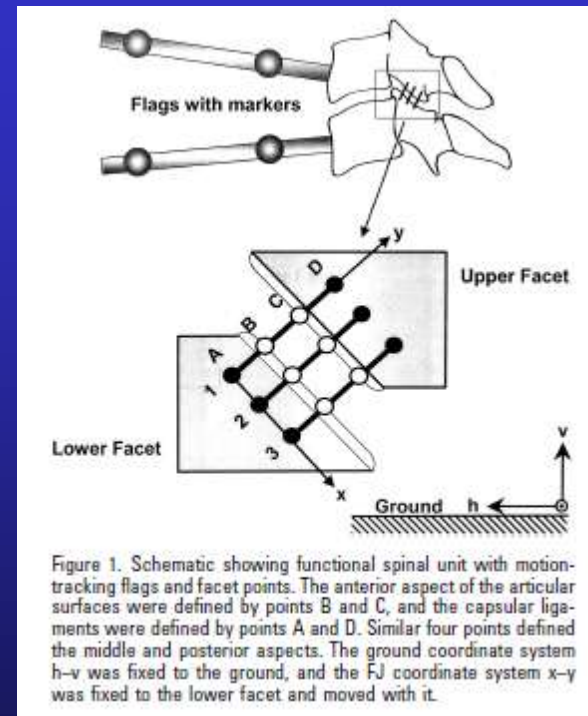 Flags with markers
y
D
Upper Facet
C
B
A
1
2
3
Lower Facet
x
v
Ground h
Figure 1. Schematic showing functional spinal unit with motion-
tracking flags and facet points. The anterior aspect of the articular
surfaces were defined by points B and C, and the capsular liga-
ments were defined by points A and D. Similar four points defined
the middle and posterior aspects. The ground coordinate system
h–v was fixed to the ground, and the FJ coordinate system x–y
was fixed to the lower facet and moved with it.